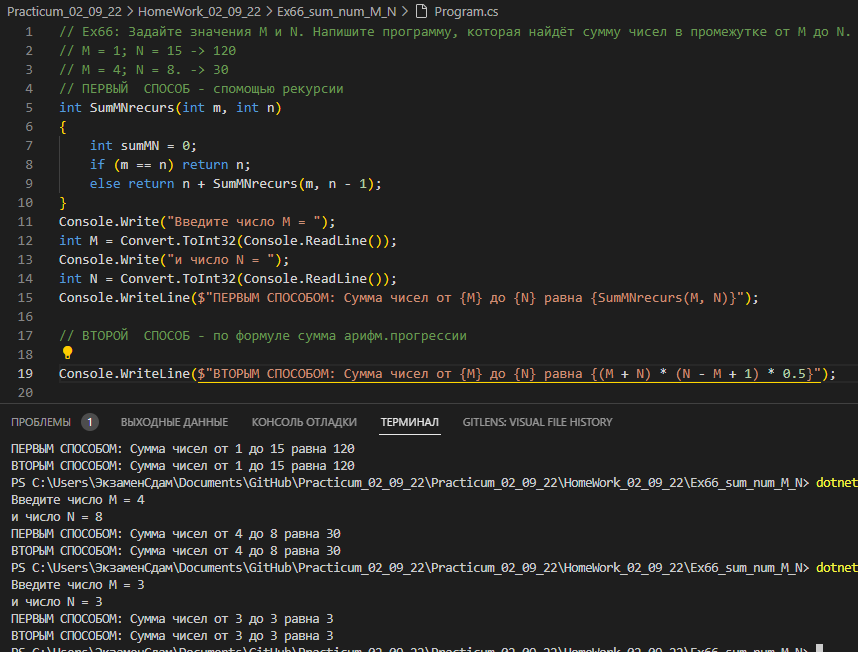 Practicum_02_09_22 > HomeWork_02_09_22 > Ex66_sum_num_M_N > Program.cs
1 // Ex66: Задайте значения M и N. Напишите программу, которая найдёт сумму чисел в промежутке от M до N.
2 // M = 1; N = 15 -> 120
3 // M = 4; N = 8. -> 30
4 // ПЕРВЫЙ  СПОСОБ - спомощью рекурсии
5 int SumMNrecurs(int m, int n)
6 {
7     int sumMN = 0;
8     if (m == n) return n;
9     else return n + SumMNrecurs(m, n - 1);
10 }
11 Console.Write("Введите число M = ");
12 int M = Convert.ToInt32(Console.ReadLine());
13 Console.Write("и число N = ");
14 int N = Convert.ToInt32(Console.ReadLine());
15 Console.WriteLine($"ПЕРВЫМ СПОСОБОМ: Сумма чисел от {M} до {N} равна {SumMNrecurs(M, N)}");
16
17 // ВТОРОЙ  СПОСОБ - по формуле сумма арифм.прогрессии
18
19 Console.WriteLine($"ВТОРЫМ СПОСОБОМ: Сумма чисел от {M} до {N} равна {(M + N) * (N - M + 1) * 0.5}");
20
ПРОБЛЕМЫ 1 ВЫХОДНЫЕ ДАННЫЕ КОНСОЛЬ ОТЛАДКИ ТЕРМИНАЛ GITLENS: VISUAL FILE HISTORY
ПЕРВЫМ СПОСОБОМ: Сумма чисел от 1 до 15 равна 120
ВТОРЫМ СПОСОБОМ: Сумма чисел от 1 до 15 равна 120
PS C:\Users\ЭкзаменСдам\Documents\GitHub\Practicum_02_09_22\Practicum_02_09_22\HomeWork_02_09_22\Ex66_sum_num_M_N> dotnet
Введите число M = 4
и число N = 8
ПЕРВЫМ СПОСОБОМ: Сумма чисел от 4 до 8 равна 30
ВТОРЫМ СПОСОБОМ: Сумма чисел от 4 до 8 равна 30
PS C:\Users\ЭкзаменСдам\Documents\GitHub\Practicum_02_09_22\Practicum_02_09_22\HomeWork_02_09_22\Ex66_sum_num_M_N> dotnet
Введите число M = 3
и число N = 3
ПЕРВЫМ СПОСОБОМ: Сумма чисел от 3 до 3 равна 3
ВТОРЫМ СПОСОБОМ: Сумма чисел от 3 до 3 равна 3
PS C:\Users\ЭкзаменСдам\Documents\GitHub\Practicum_02_09_22\Practicum_02_09_22\HomeWork_02_09_22\Ex66_sum_num_M_N>